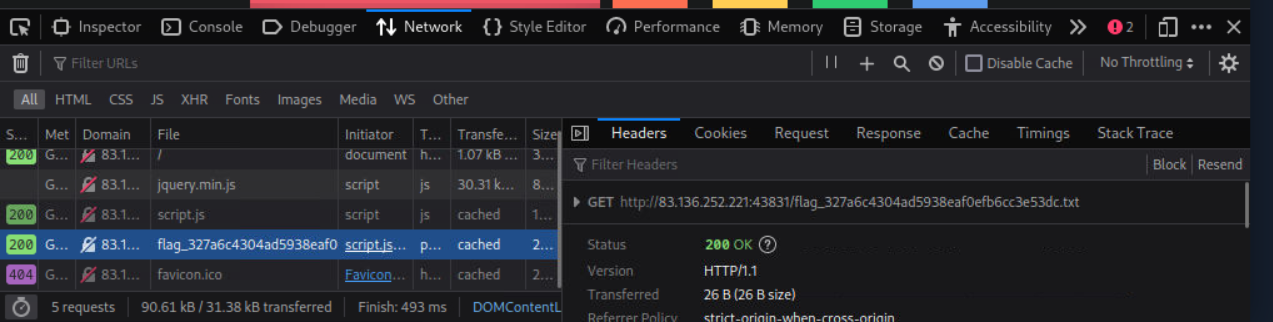 Inspector Console Debugger Network Style Editor Performance Memory Storage Accessibility 2
Filter URLs Disable Cache No Throttling
All HTML CSS JS XHR Fonts Images Media WS Other
S... Met Domain File Initiator T... Transfe... Size
200 G... 83.1... / document h... 1.07 kB ... 3...
G... 83.1... jquery.min.js script js 30.31 k... 8...
200 G... 83.1... script.js script js cached 1...
200 G... 83.1... flag_327a6c4304ad5938eaf0 script.js... p... cached 2...
404 G... 83.1... favicon.ico Favicon... h... cached 2...
5 requests 90.61 kB / 31.38 kB transferred Finish: 493 ms DOMContentL
Headers Cookies Request Response Cache Timings Stack Trace
Filter Headers Block Resend
GET http://83.136.252.221:43831/flag_327a6c4304ad5938eaf0efb6cc3e53dc.txt
Status 200 OK ?
Version HTTP/1.1
Transferred 26 B (26 B size)
Referrer Policy strict-origin-when-cross-origin